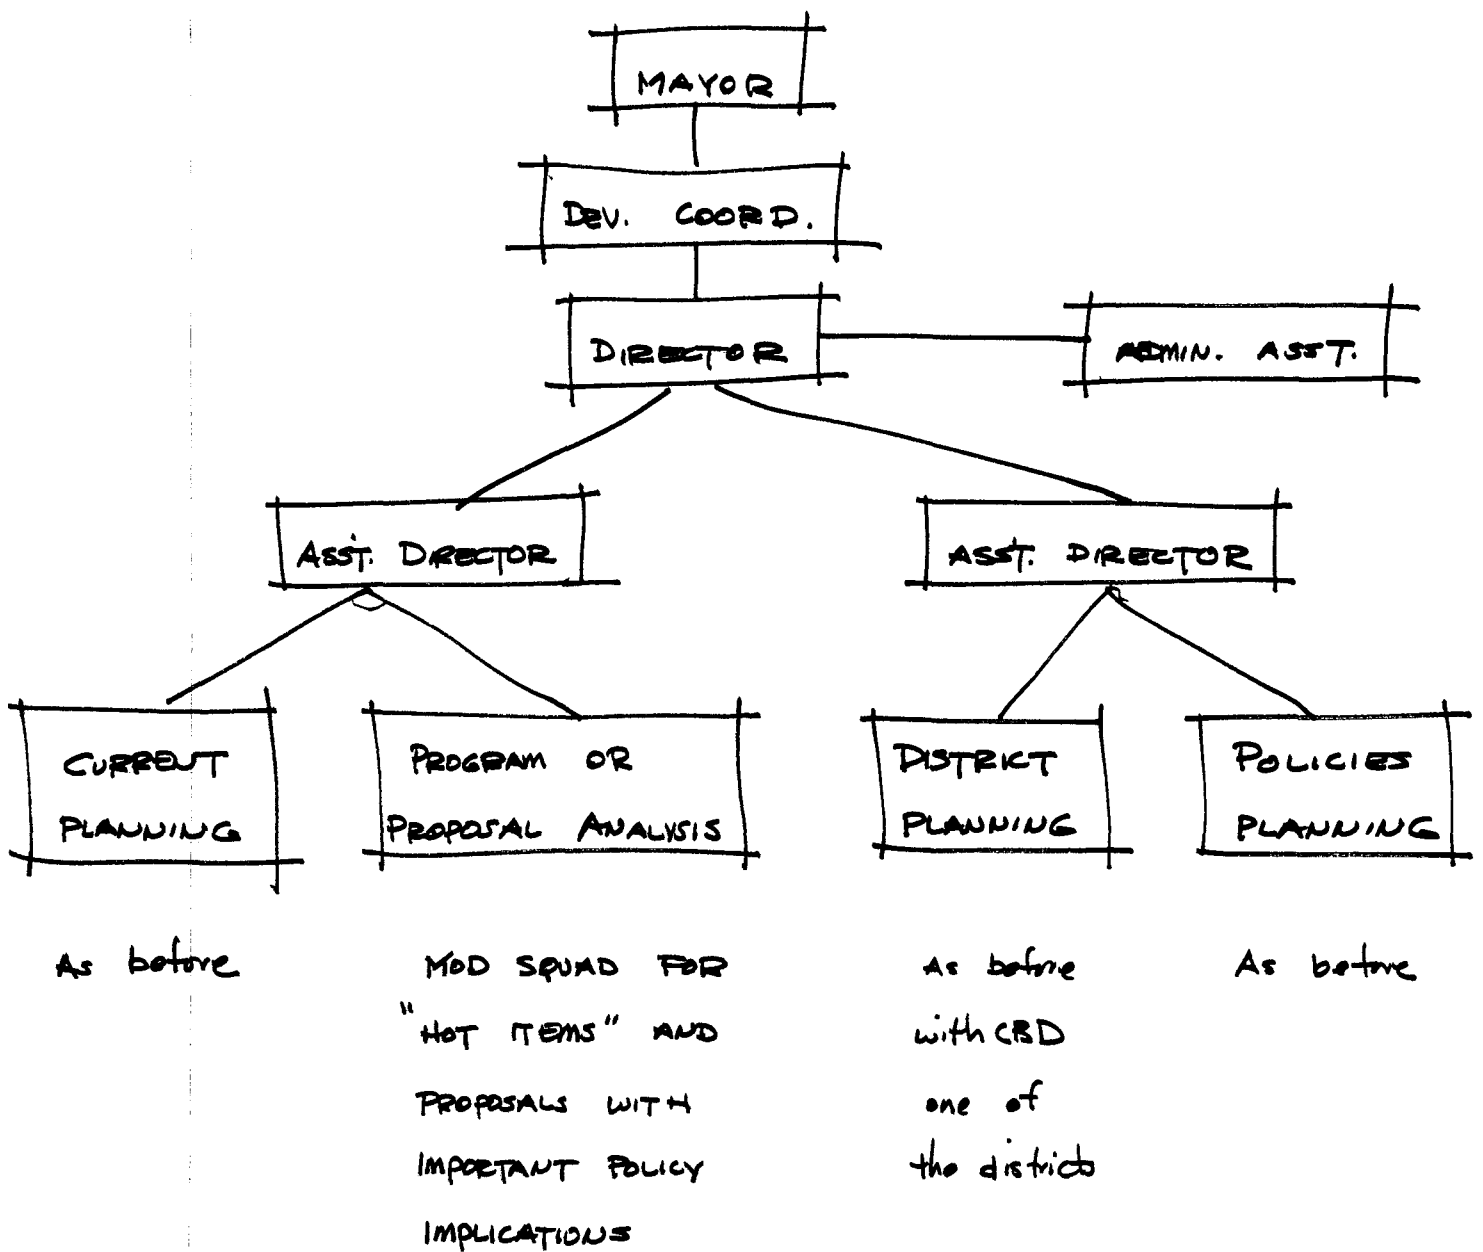 MAYOR
DEV. COORD.
DIRECTOR
ADMIN. ASST.
ASS'T. DIRECTOR
ASS'T. DIRECTOR
CURRENT
PLANNING
PROGRAM OR
PROPOSAL ANALYSIS
DISTRICT
PLANNING
POLICIES
PLANNING
As before
MOD SQUAD FOR
"HOT ITEMS" AND
PROPOSALS WITH
IMPORTANT POLICY
IMPLICATIONS
As before
with CBD
one of
the districts
As before